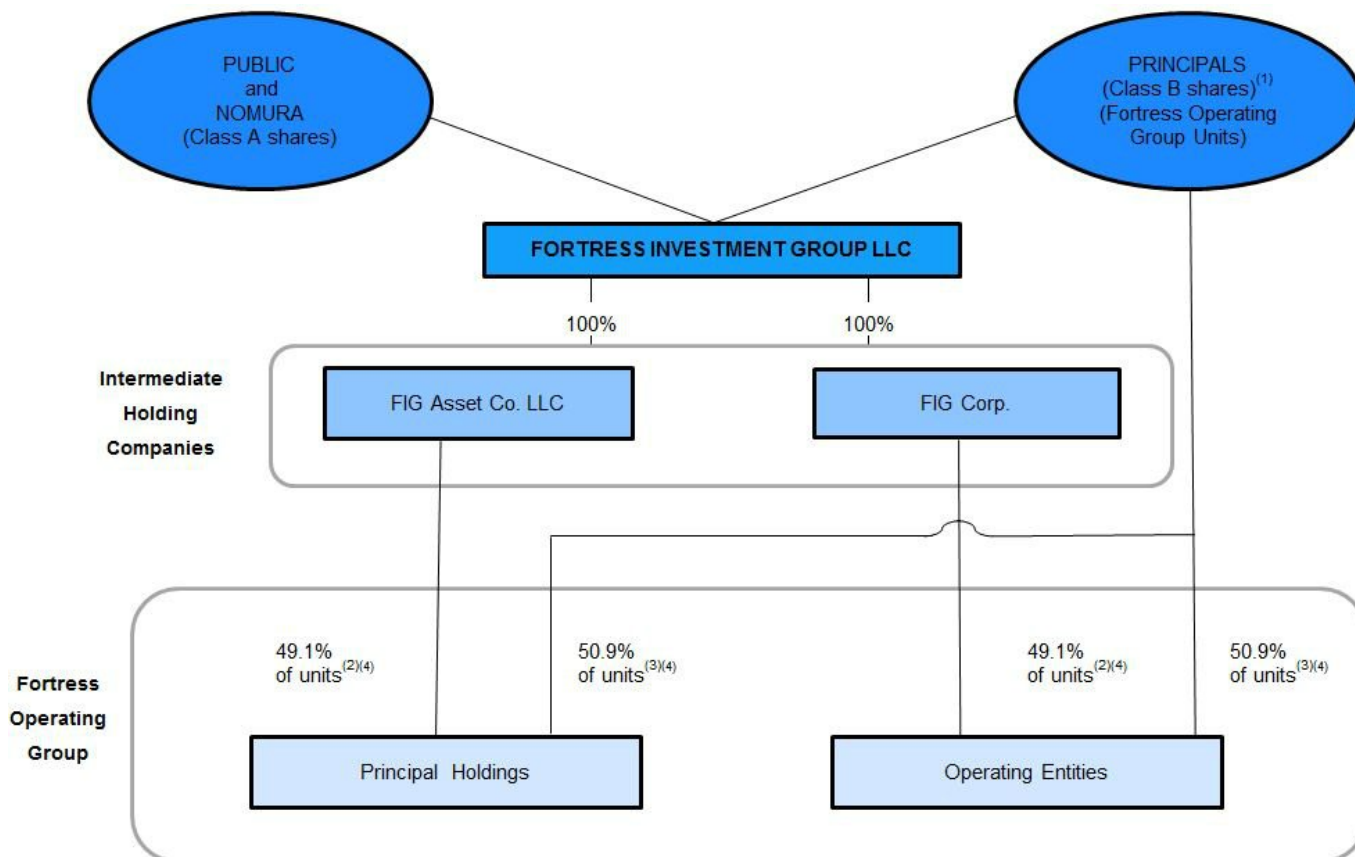 PUBLIC
and
NOMURA
(Class A shares)
PRINCIPALS
(Class B shares)(1)
(Fortress Operating
Group Units)
FORTRESS INVESTMENT GROUP LLC
100%
100%
Intermediate
Holding
Companies
FIG Asset Co. LLC
FIG Corp.
Fortress
Operating
Group
49.1%
of units(2)(4)
50.9%
of units(3)(4)
49.1%
of units(2)(4)
50.9%
of units(3)(4)
Principal Holdings
Operating Entities